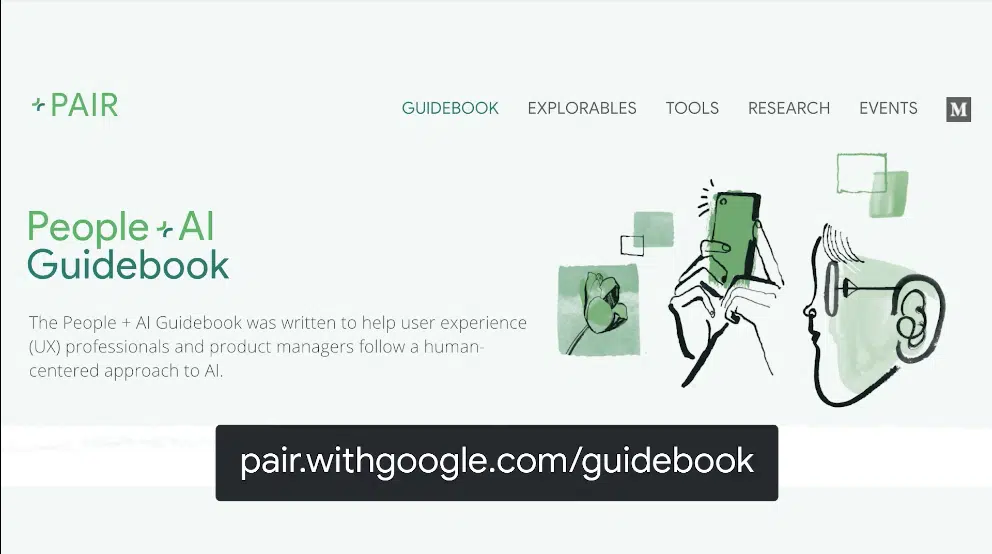 PAIR
GUIDEBOOK EXPLORABLES TOOLS RESEARCH EVENTS M
People + AI
Guidebook
The People + AI Guidebook was written to help user experience
(UX) professionals and product managers follow a human-
centered approach to AI.
pair.withgoogle.com/guidebook